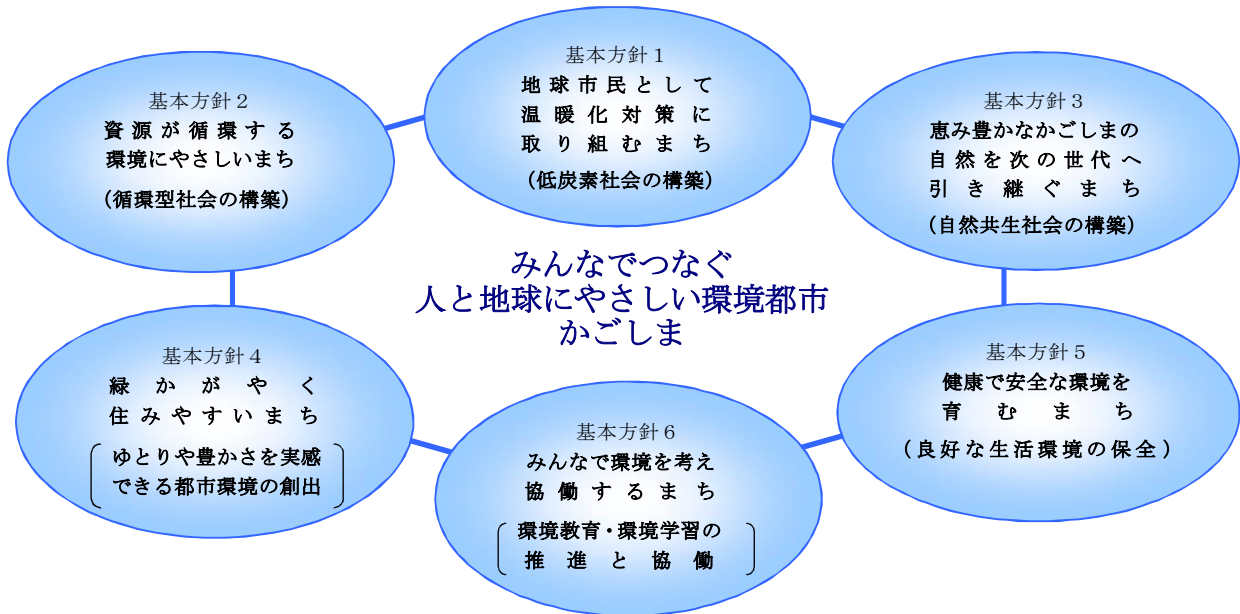 基本方針１
地球市民として
温暖化対策に
取り組むまち
(低炭素社会の構築)
基本方針２
資源が循環する
環境にやさしいまち
(循環型社会の構築)
基本方針３
恵み豊かなかごしまの
自然を次の世代へ
引き継ぐまち
(自然共生社会の構築)
みんなでつなぐ
人と地球にやさしい環境都市
かごしま
基本方針４
緑かがやく
住みやすいまち
ゆとりや豊かさを実感
できる都市環境の創出
基本方針５
健康で安全な環境を
育むまち
(良好な生活環境の保全)
基本方針６
みんなで環境を考え
協働するまち
環境教育・環境学習の
推進と協働